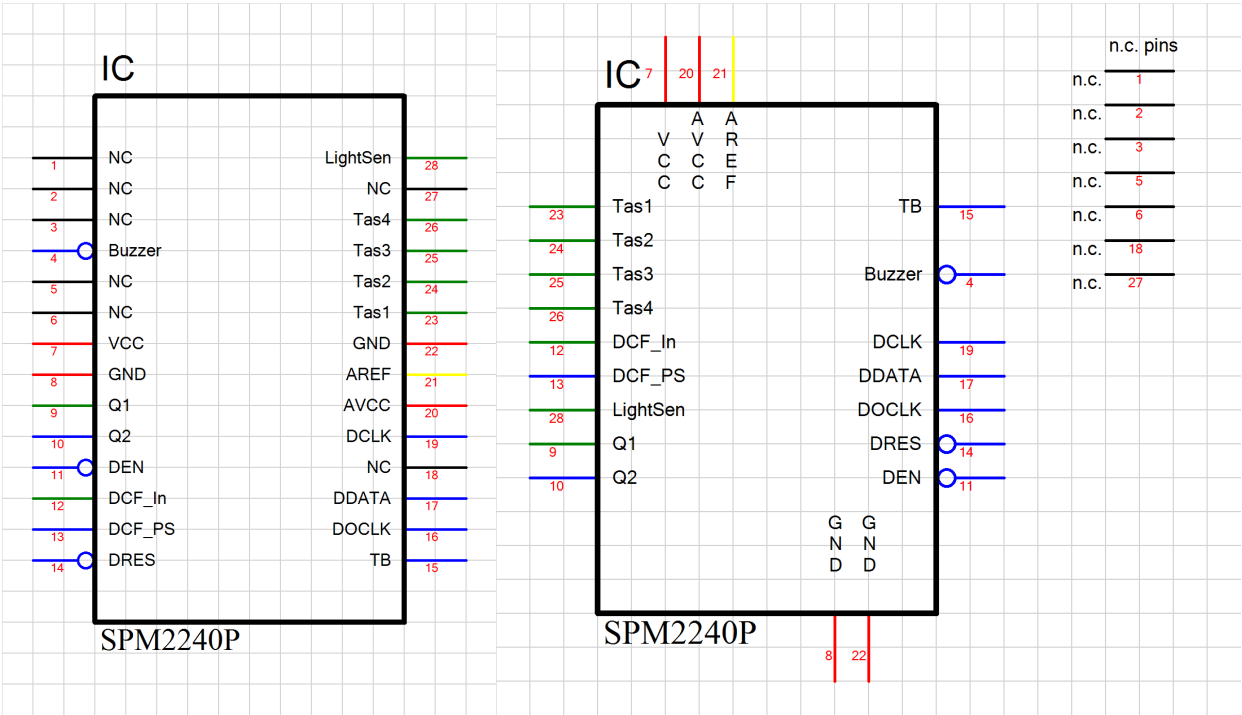 IC
1 NC
2 NC
3 NC
4 Buzzer
5 NC
6 NC
7 VCC
8 GND
9 Q1
10 Q2
11 DEN
12 DCF_In
13 DCF_PS
14 DRES
LightSen 28
NC 27
Tas4 26
Tas3 25
Tas2 24
Tas1 23
GND 22
AREF 21
AVCC 20
DCLK 19
NC 18
DDATA 17
DOCLK 16
TB 15
SPM2240P
IC
7 20 21
VCC
AVCC
AREF
23 Tas1
24 Tas2
25 Tas3
26 Tas4
12 DCF_In
13 DCF_PS
28 LightSen
9 Q1
10 Q2
TB 15
Buzzer 4
DCLK 19
DDATA 17
DOCLK 16
DRES 14
DEN 11
GND
GND
SPM2240P
8 22
n.c. pins
n.c. 1
n.c. 2
n.c. 3
n.c. 5
n.c. 6
n.c. 18
n.c. 27